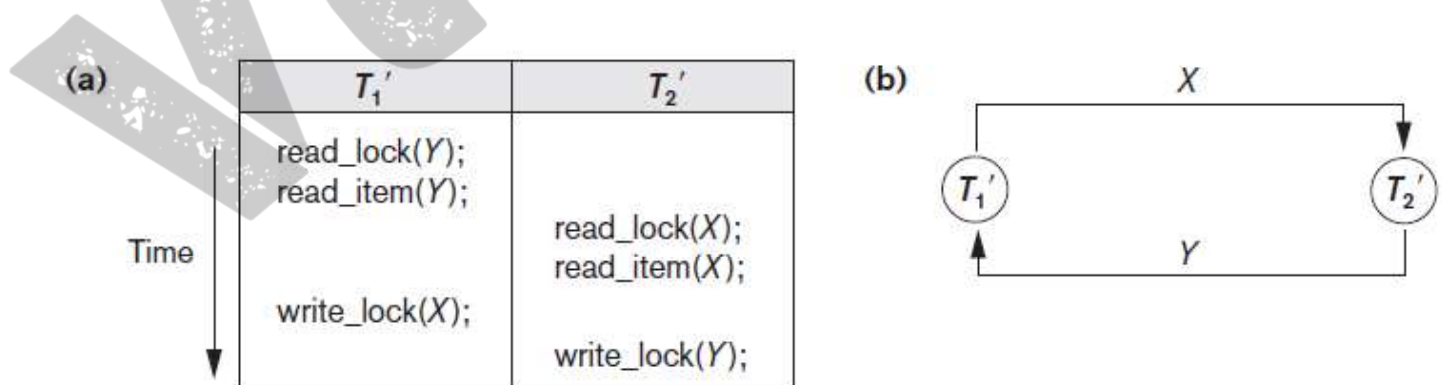 (a)
T₁′ T₂′
read_lock(Y);
read_item(Y);
read_lock(X);
read_item(X);
Time
write_lock(X);
write_lock(Y);
(b)
X
T₁′ T₂′
Y